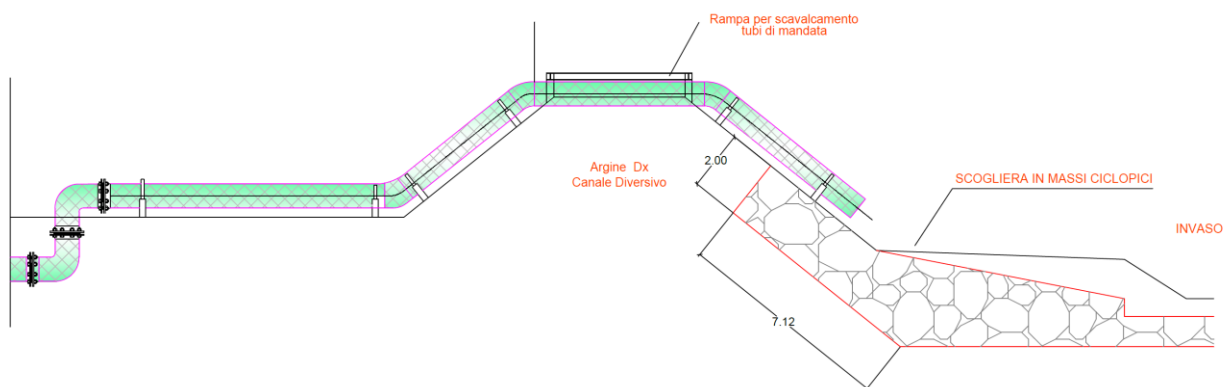 Rampa per scavalcamento
tubi di mandata
Argine Dx
Canale Diversivo
2.00
SCOGLIERA IN MASSI CICLOPICI
INVASO
7.12